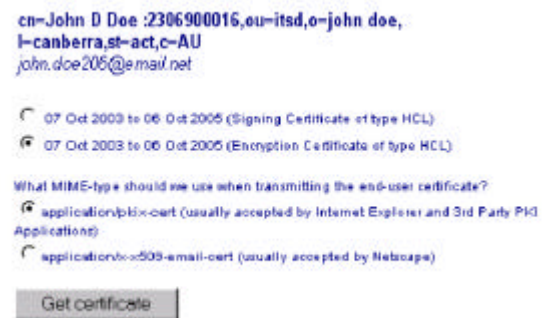 cn=John D Doe :2306900016,ou=itsd,o=john doe,
l=canberra,st=act,c=AU
john.doe206@email.net
07 Oct 2003 to 06 Oct 2005 (Signing Certificate of type HCL)
07 Oct 2003 to 06 Oct 2005 (Encryption Certificate of type HCL)
What MIME-type should we use when transmitting the end-user certificate?
application/pkix-cert (usually accepted by Internet Explorer and 3rd Party PKI
Applications)
application/x-x509-email-cert (usually accepted by Netscape)
Get certificate